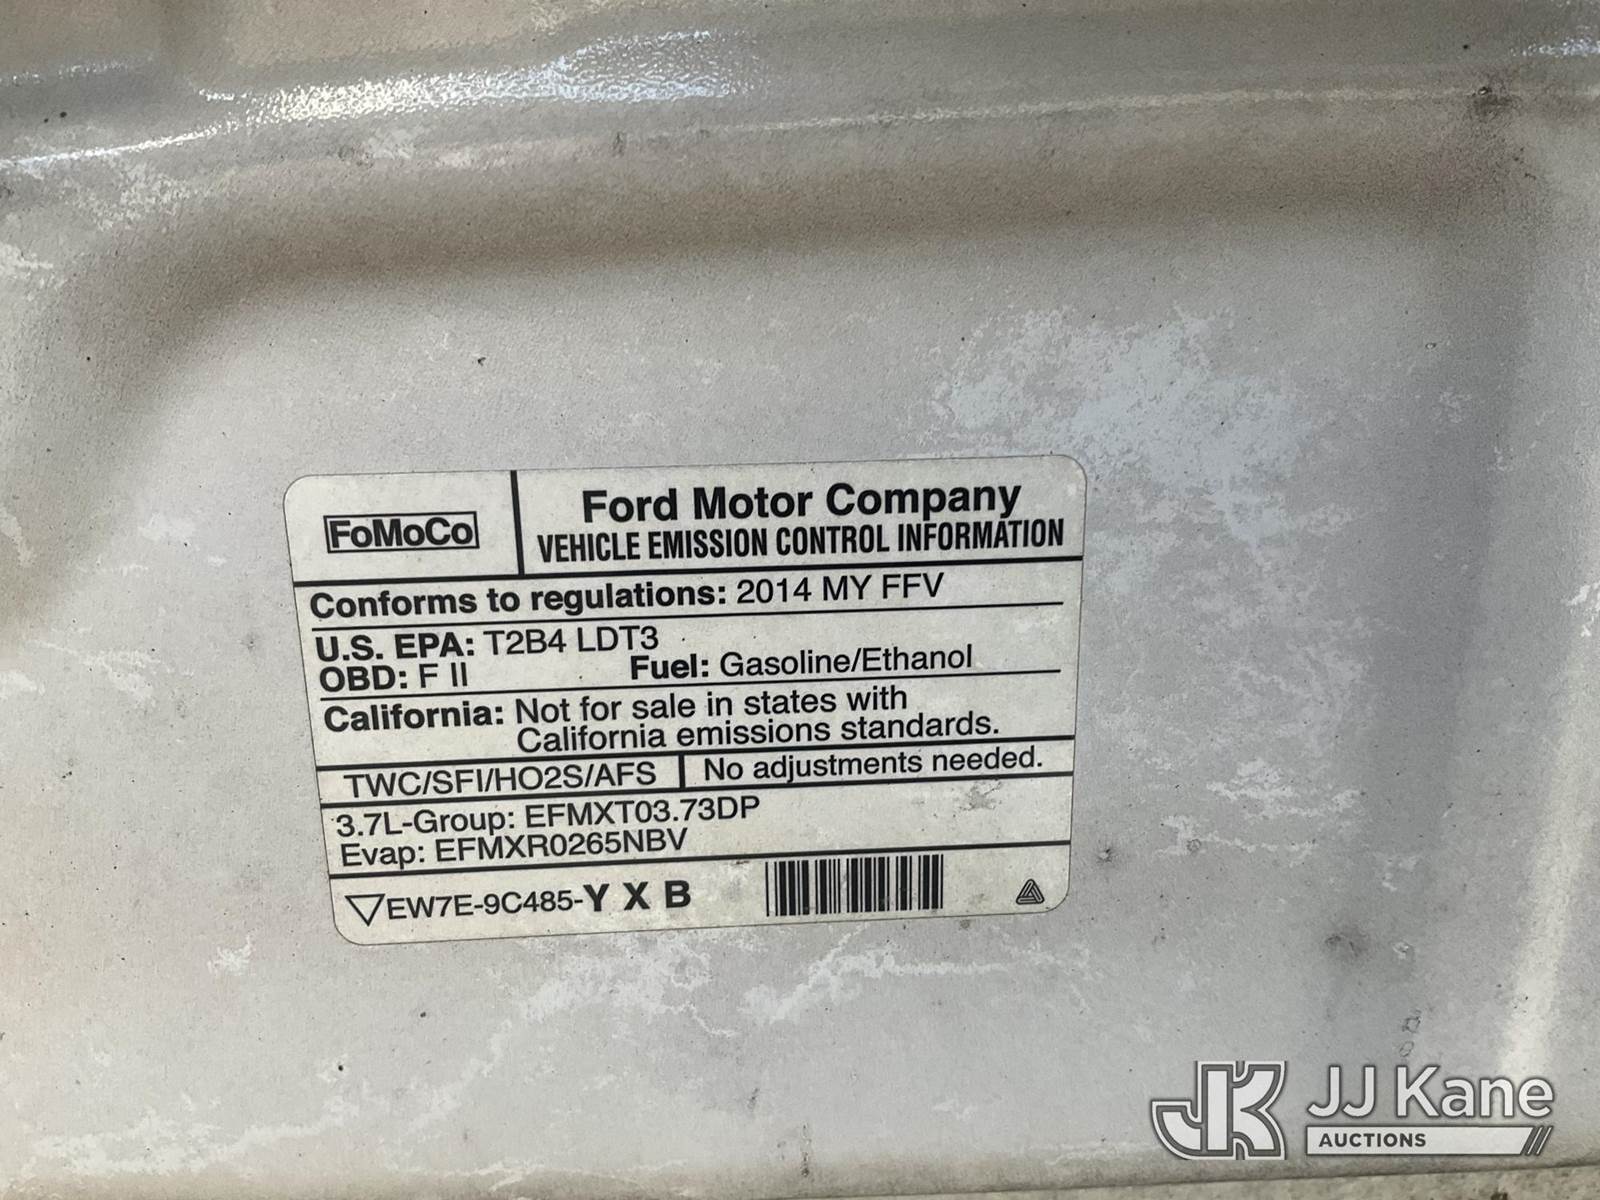 FoMoCo
Ford Motor Company
VEHICLE EMISSION CONTROL INFORMATION
Conforms to regulations: 2014 MY FFV
U.S. EPA: T2B4 LDT3
OBD: F II Fuel: Gasoline/Ethanol
California: Not for sale in states with
California emissions standards.
TWC/SFI/HO2S/AFS No adjustments needed.
3.7L-Group: EFMXT03.73DP
Evap: EFMXR0265NBV
EW7E-9C485-Y X B
JK JJ Kane
AUCTIONS